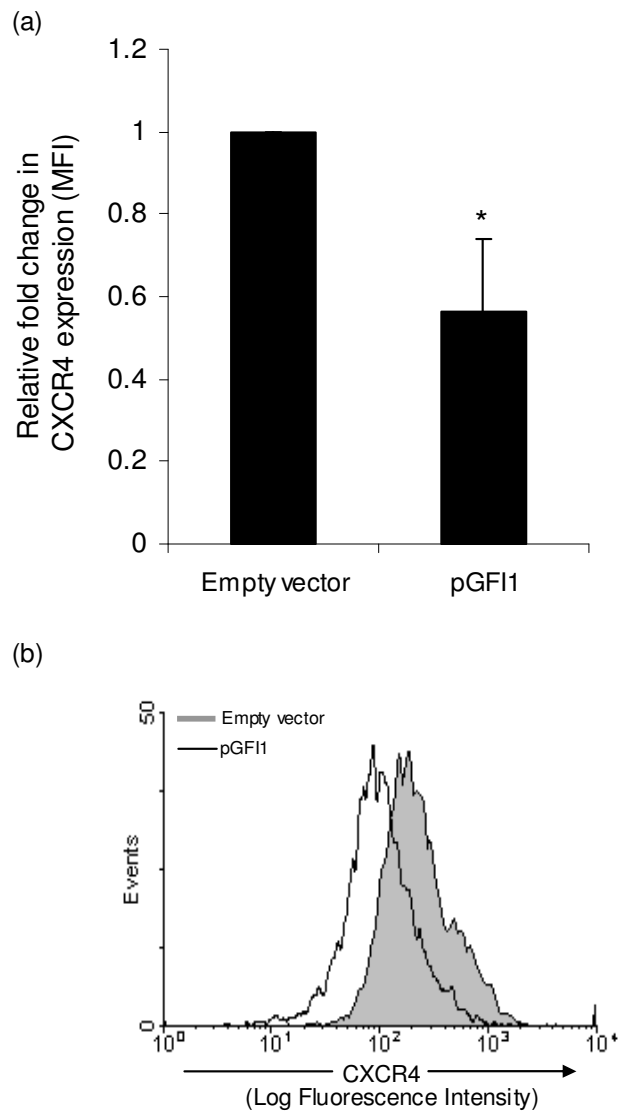 (a)
Relative fold change in
CXCR4 expression (MFI)
1.2
1
0.8
0.6
0.4
0.2
0
*
Empty vector
pGFI1
(b)
Empty vector
pGFI1
50
Events
0
10⁰
10¹
10²
10³
10⁴
CXCR4
(Log Fluorescence Intensity)